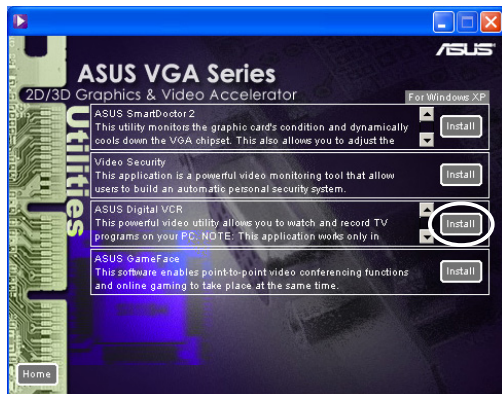 ASUS
ASUS VGA Series
2D/3D Graphics & Video Accelerator
For Windows XP
Utilities
ASUS SmartDoctor 2
This utility monitors the graphic card's condition and dynamically
cools down the VGA chipset. This also allows you to adjust the
Install
Video Security
This application is a powerful video monitoring tool that allow
users to build an automatic personal security system.
Install
ASUS Digital VCR
This powerful video utility allows you to watch and record TV
programs on your PC. NOTE: This application works only in
Install
ASUS GameFace
This software enables point-to-point video conferencing functions
and online gaming to take place at the same time.
Install
Home